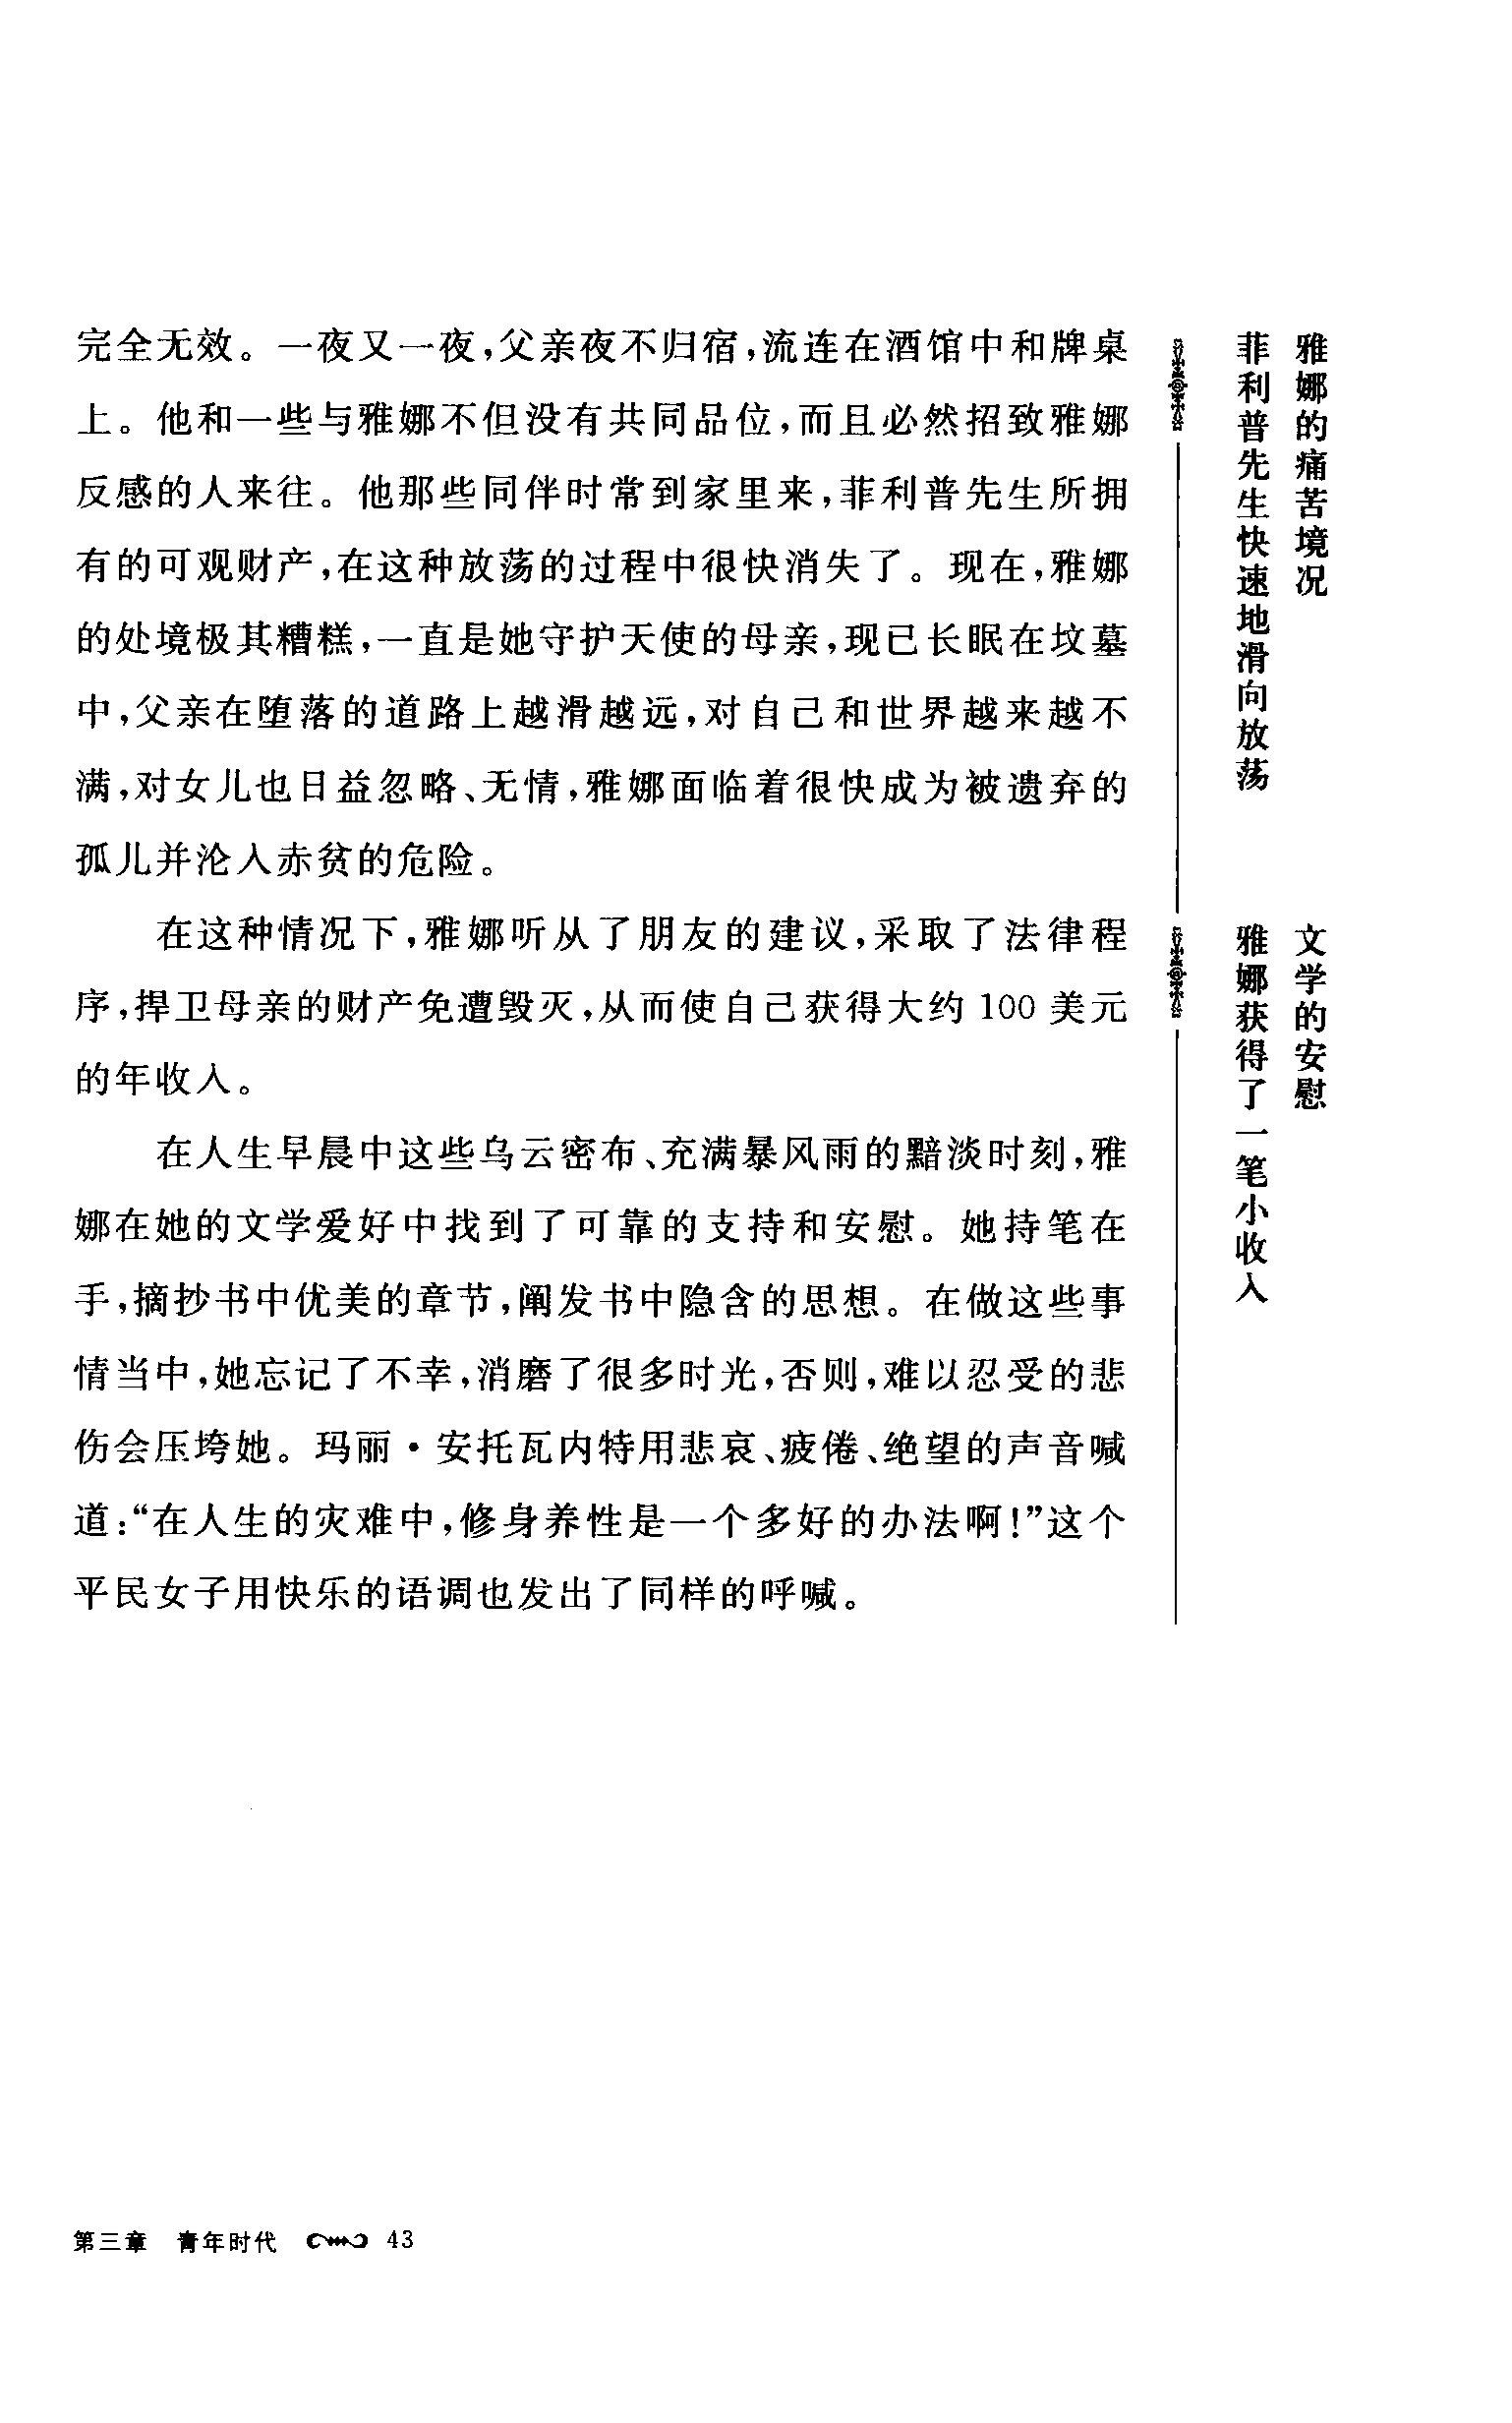 完全无效。一夜又一夜,父亲夜不归宿,流连在酒馆中和牌桌
上。他和一些与雅娜不但没有共同品位,而且必然招致雅娜
反感的人来往。他那些同伴时常到家里来,菲利普先生所拥
有的可观财产,在这种放荡的过程中很快消失了。现在,雅娜
的处境极其糟糕,一直是她守护天使的母亲,现已长眠在坟墓
中,父亲在堕落的道路上越滑越远,对自己和世界越来越不
满,对女儿也日益忽略、无情,雅娜面临着很快成为被遗弃的
孤儿并沦入赤贫的危险。
在这种情况下,雅娜听从了朋友的建议,采取了法律程
序,捍卫母亲的财产免遭毁灭,从而使自己获得大约 100 美元
的年收入。
在人生早晨中这些乌云密布、充满暴风雨的黯淡时刻,雅
娜在她的文学爱好中找到了可靠的支持和安慰。她持笔在
手,摘抄书中优美的章节,阐发书中隐含的思想。在做这些事
情当中,她忘记了不幸,消磨了很多时光,否则,难以忍受的悲
伤会压垮她。玛丽·安托瓦内特用悲哀、疲倦、绝望的声音喊
道:“在人生的灾难中,修身养性是一个多好的办法啊!”这个
平民女子用快乐的语调也发出了同样的呼喊。
雅娜的痛苦境况
菲利普先生快速地滑向放荡
文学的安慰
雅娜获得了一笔小收入
第三章 青年时代 43